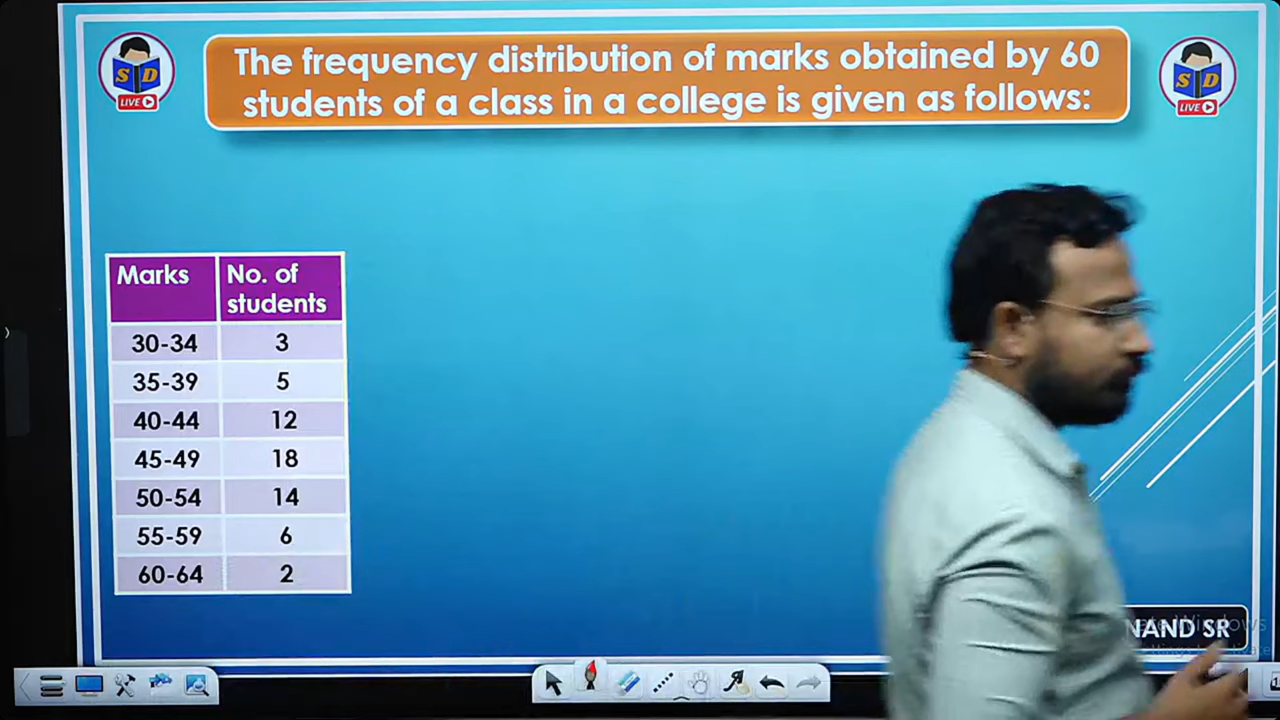 The frequency distribution of marks obtained by 60
students of a class in a college is given as follows:
S D
LIVE
S D
LIVE
Marks No. of
students
30-34 3
35-39 5
40-44 12
45-49 18
50-54 14
55-59 6
60-64 2
NAND SR
Windows